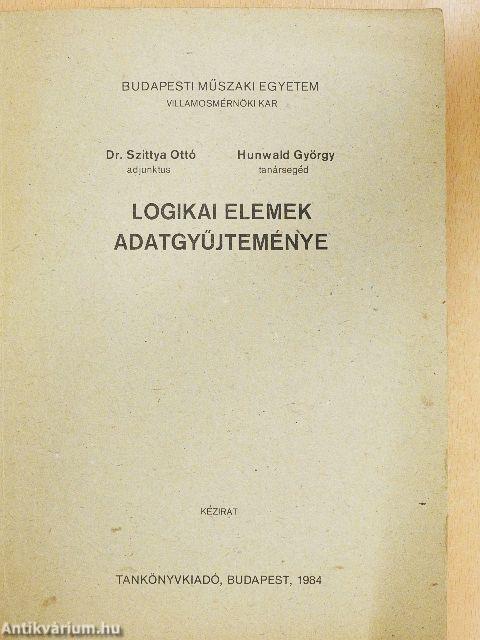 BUDAPESTI MŰSZAKI EGYETEM
VILLAMOSMÉRNÖKI KAR
Dr. Szittya Ottó Hunwald György
adjunktus tanársegéd
LOGIKAI ELEMEK
ADATGYŰJTEMÉNYE
KÉZIRAT
TANKÖNYVKIADÓ, BUDAPEST, 1984
Antikvárium.hu